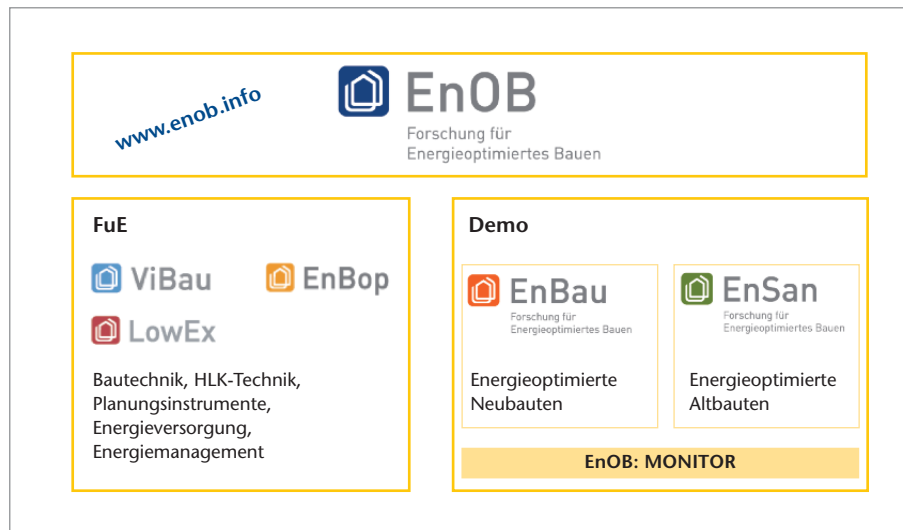 www.enob.info
EnOB
Forschung für
Energieoptimiertes Bauen
FuE
ViBau
EnBop
LowEx
Bautechnik, HLK-Technik,
Planungsinstrumente,
Energieversorgung,
Energiemanagement
Demo
EnBau
Forschung für
Energieoptimiertes Bauen
Energieoptimierte
Neubauten
EnSan
Forschung für
Energieoptimiertes Bauen
Energieoptimierte
Altbauten
EnOB: MONITOR